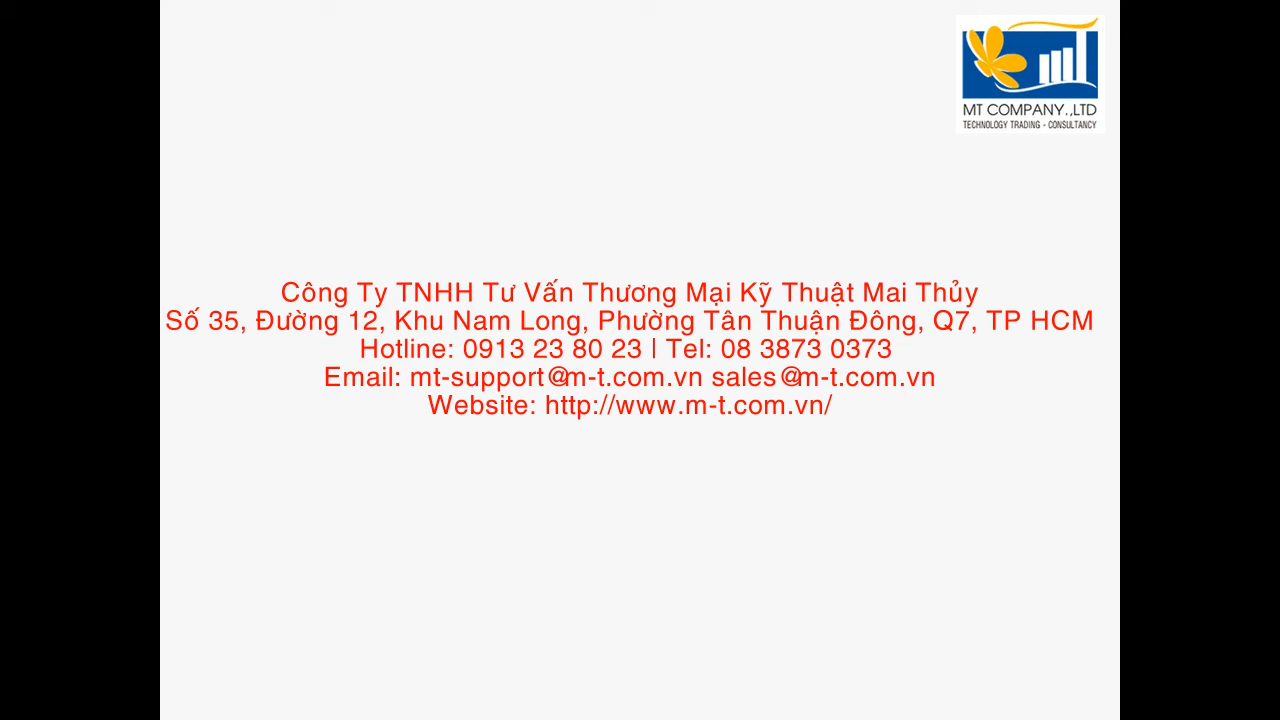 MT COMPANY.,LTD
TECHNOLOGY TRADING - CONSULTANCY
Công Ty TNHH Tư Vấn Thương Mại Kỹ Thuật Mai Thủy
Số 35, Đường 12, Khu Nam Long, Phường Tân Thuận Đông, Q7, TP HCM
Hotline: 0913 23 80 23 | Tel: 08 3873 0373
Email: mt-support@m-t.com.vn sales@m-t.com.vn
Website: http://www.m-t.com.vn/